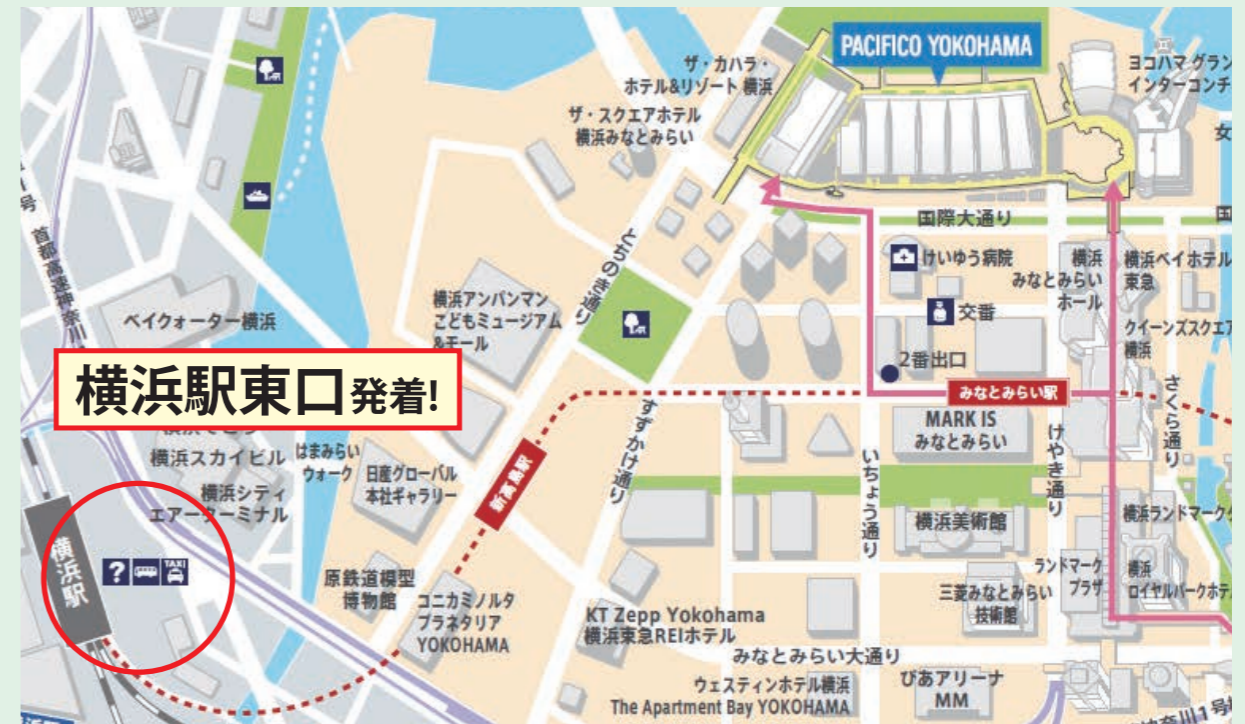 PACIFICO YOKOHAMA
ザ・カハラ・
ホテル&リゾート 横浜
ザ・スクエアホテル
横浜みなとみらい
ヨコハマ グラン
インターコンチ
女
号 首都高速神奈川
国際大通り
国
けいゆう病院
横浜
みなとみらい
ホール
横浜ベイホテル
東急
交番
2番出口
クイーンズスクエア
横浜
とちのき通り
横浜アンパンマン
こどもミュージアム
&モール
ベイクォーター横浜
横浜駅東口発着!
みなとみらい駅
さくら通り
MARK IS
みなとみらい
すずかけ通り
いちょう通り
けやき通り
横浜スカイビル
はまみらい
ウォーク
日産グローバル
本社ギャラリー
新高島駅
横浜シティ
エアーターミナル
横浜美術館
横浜ランドマーク
横浜駅
?
TAXI
原鉄道模型
博物館
コニカミノルタ
プラネタリア
YOKOHAMA
KT Zepp Yokohama
横浜東急REIホテル
ランドマーク
プラザ
三菱みなとみらい
技術館
横浜
ロイヤルパークホテ
みなとみらい大通り
ウェスティンホテル横浜
The Apartment Bay YOKOHAMA
ぴあアリーナ
MM
奈川1号